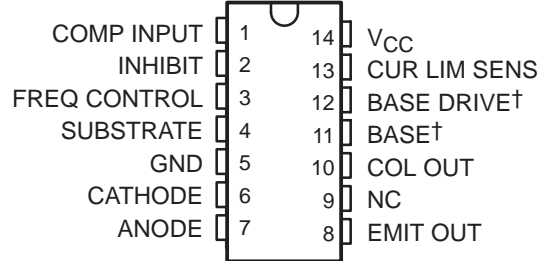 COMP INPUT 1 14 VCC
INHIBIT 2 13 CUR LIM SENS
FREQ CONTROL 3 12 BASE DRIVE†
SUBSTRATE 4 11 BASE†
GND 5 10 COL OUT
CATHODE 6 9 NC
ANODE 7 8 EMIT OUT